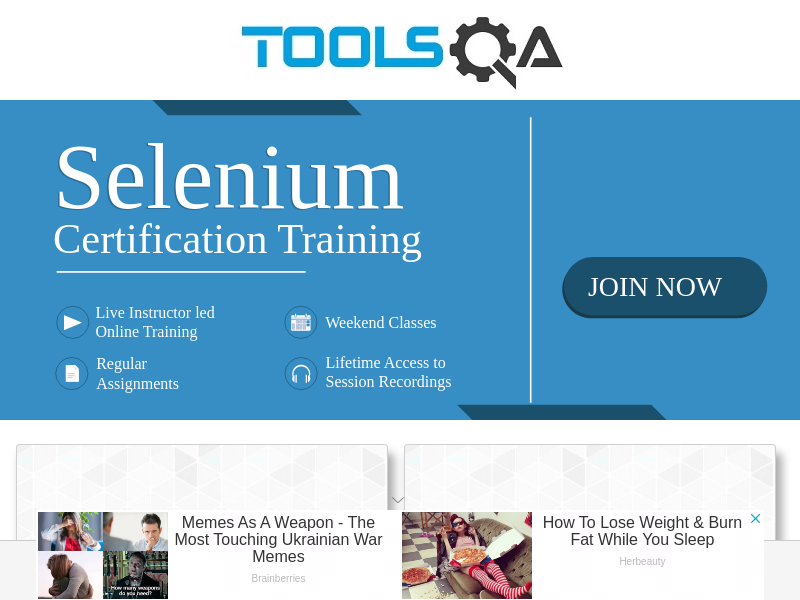 TOOLSQA
Selenium
Certification Training
JOIN NOW
Live Instructor led
Online Training
Weekend Classes
Regular
Assignments
Lifetime Access to
Session Recordings
Memes As A Weapon - The
Most Touching Ukrainian War
Memes
Brainberries
How many weapons
do you need?
How To Lose Weight & Burn
Fat While You Sleep
Herbeauty